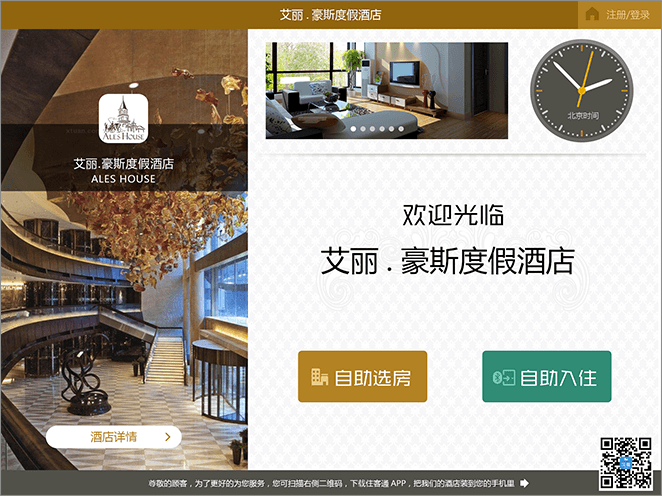 艾丽 . 豪斯度假酒店
注册/登录
ALES HOUSE
艾丽.豪斯度假酒店
ALES HOUSE
北京时间
欢迎光临
艾丽 . 豪斯度假酒店
自助选房
自助入住
酒店详情
尊敬的顾客，为了更好的为您服务，您可扫描右侧二维码，下载住客通 APP，把我们的酒店装到您的手机里